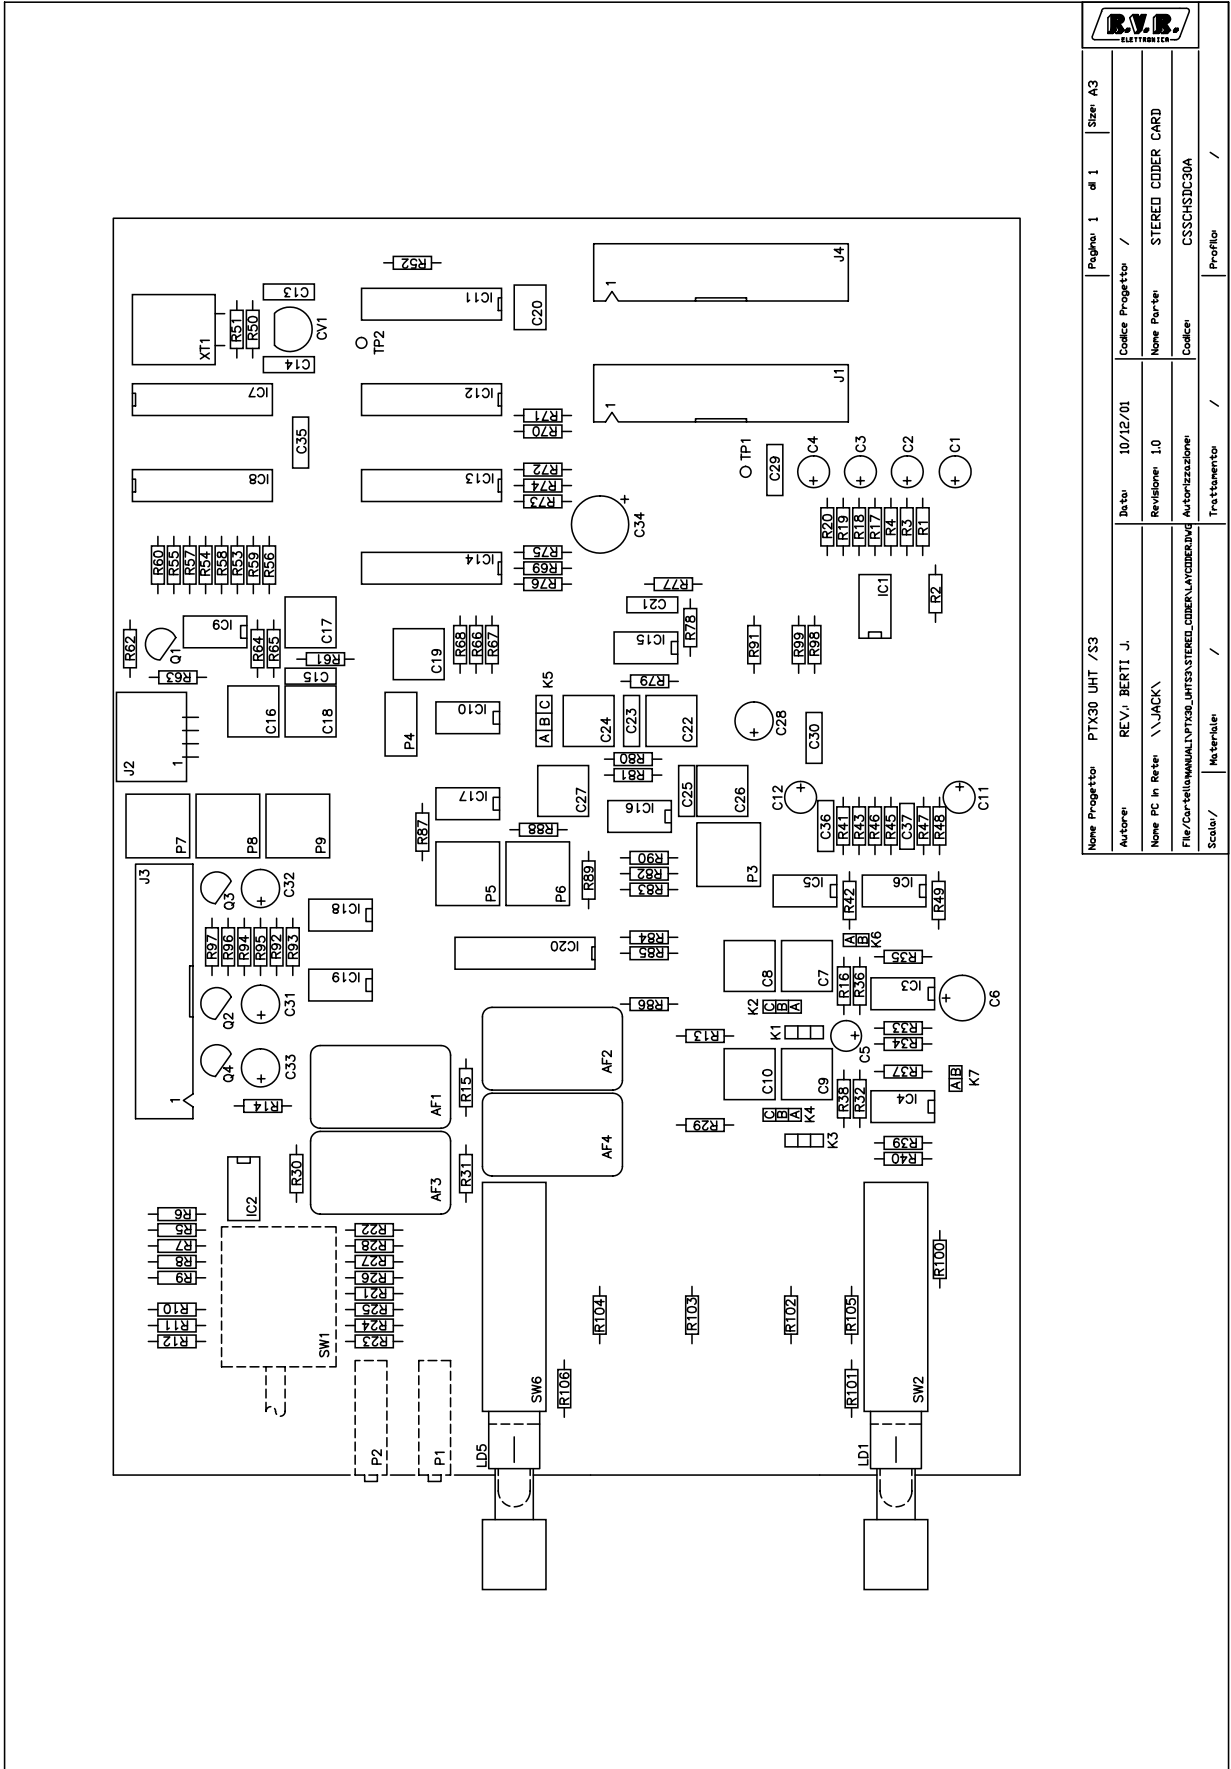 R.V.R.
ELETTRONICA
Nome Progetto: PTX30 UHT /S3
Pagina: 1 di 1
Size: A3
Autore: REV.: BERTI J.
Data: 10/12/01
Codice Progetto: /
Nome PC in Rete: \\JACK\
Revisione: 1.0
Nome Parte: STEREO CODER CARD
File/Cartella: MANUALI\PTX30_UHTS3\STEREO_CODER\LAYCODER.DWG
Autorizzazione:
Codice: CSSCHSDC30A
Scala: /
Materiale: /
Trattamento: /
Profilo: /
XT1
R51
R50
C13
CV1
C14
R52
IC11
C20
TP2
J4
1
IC7
C35
IC12
R71
R70
J1
1
IC8
IC13
R72
R74
R73
TP1
C29
C4
C3
C2
C1
C34
R20
R19
R18
R17
R4
R3
R1
R60
R55
R57
R54
R58
R53
R59
R56
IC14
R75
R69
R76
R77
C21
R78
IC15
IC1
R2
R62
Q1
IC9
R63
R64
R65
C17
R61
C15
C16
C18
C19
R68
R66
R67
R79
R91
R99
R98
J2
1
P4
IC10
K5
A B C
C24
C23
C22
C28
C30
R80
R81
P7
P8
P9
R87
IC17
C27
R88
IC16
C25
C26
C12
C36
R41
R43
R46
R45
C37
R47
R48
C11
J3
1
Q3
C32
P5
P6
R89
R90
R82
R83
P3
IC5
R42
IC6
R49
IC18
R97
R96
R94
R95
R92
R93
IC20
R84
R85
K6
A B
R35
IC19
Q2
C31
R86
C8
C7
R16
R36
IC3
C6
K2
C B A
K1
Q4
C33
AF2
R13
C5
R33
R34
R14
AF1
R15
C10
C9
R38
R32
R37
IC4
K7
A B
AF4
R29
K4
C B A
K3
R39
R40
IC2
R30
AF3
R31
R6
R5
R7
R8
R9
R10
R11
R12
SW1
R22
R28
R27
R26
R21
R25
R24
R23
SW6
R106
R104
R103
R102
R105
R101
R100
SW2
P2
P1
LD5
LD1